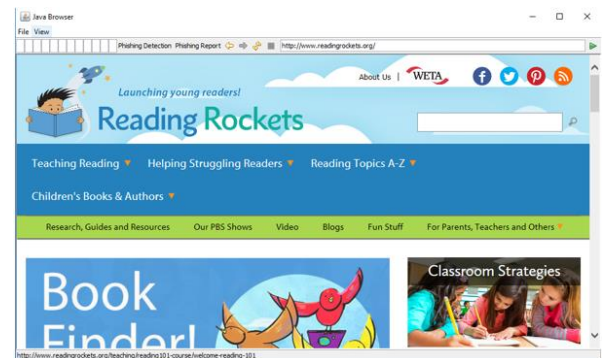 Java Browser
File View
Phishing Detection Phishing Report http://www.readingrockets.org/
About Us | WETA
Launching young readers!
Reading Rockets
Teaching Reading Helping Struggling Readers Reading Topics A-Z
Children's Books & Authors
Research, Guides and Resources Our PBS Shows Video Blogs Fun Stuff For Parents, Teachers and Others
Book
Finder!
Classroom Strategies
http://www.readingrockets.org/teaching/reading101-course/welcome-reading-101